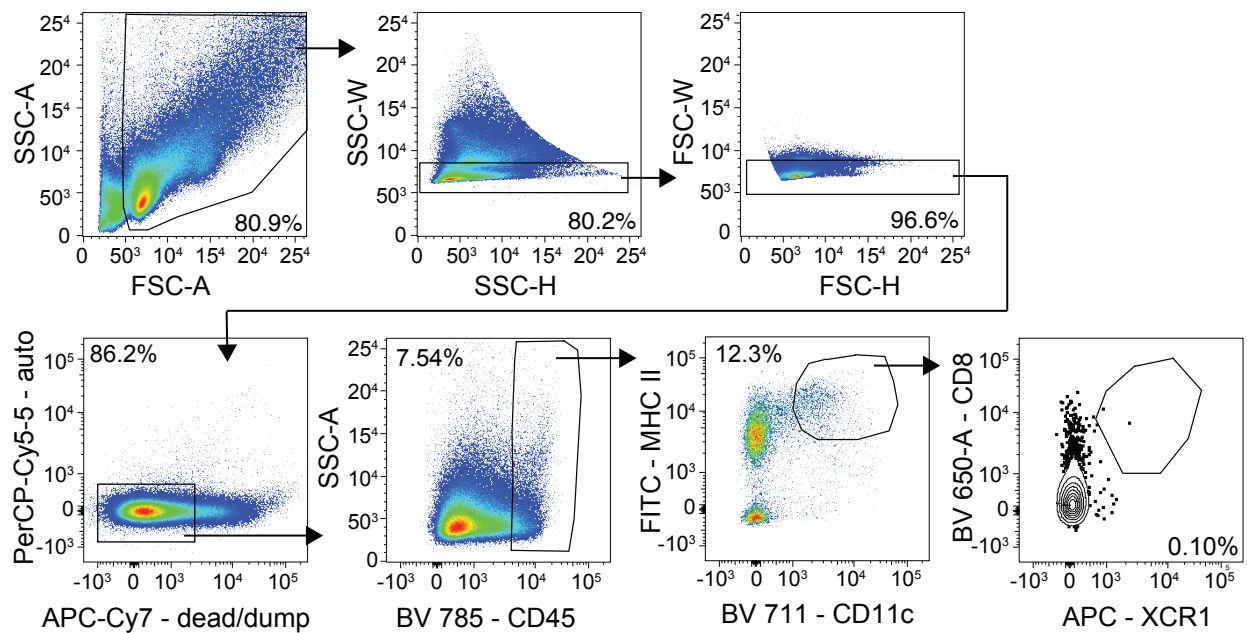 25⁴
20⁴
15⁴
10⁴
50³
0
SSC-A
80.9%
0 50³ 10⁴ 15⁴ 20⁴ 25⁴
FSC-A
25⁴
20⁴
15⁴
10⁴
50³
0
SSC-W
80.2%
0 50³ 10⁴ 15⁴ 20⁴ 25⁴
SSC-H
25⁴
20⁴
15⁴
10⁴
50³
0
FSC-W
96.6%
0 50³ 10⁴ 15⁴ 20⁴ 25⁴
FSC-H
86.2%
10⁵
10⁴
10³
0
-10³
PerCP-Cy5-5 - auto
-10³ 0 10³ 10⁴ 10⁵
APC-Cy7 - dead/dump
7.54%
25⁴
20⁴
15⁴
10⁴
50³
0
SSC-A
-10³ 0 10³ 10⁴ 10⁵
BV 785 - CD45
12.3%
10⁵
10⁴
10³
0
-10³
FITC - MHC II
-10³ 0 10³ 10⁴ 10⁵
BV 711 - CD11c
10⁵
10⁴
10³
0
-10³
BV 650-A - CD8
0.10%
-10³ 0 10³ 10⁴ 10⁵
APC - XCR1